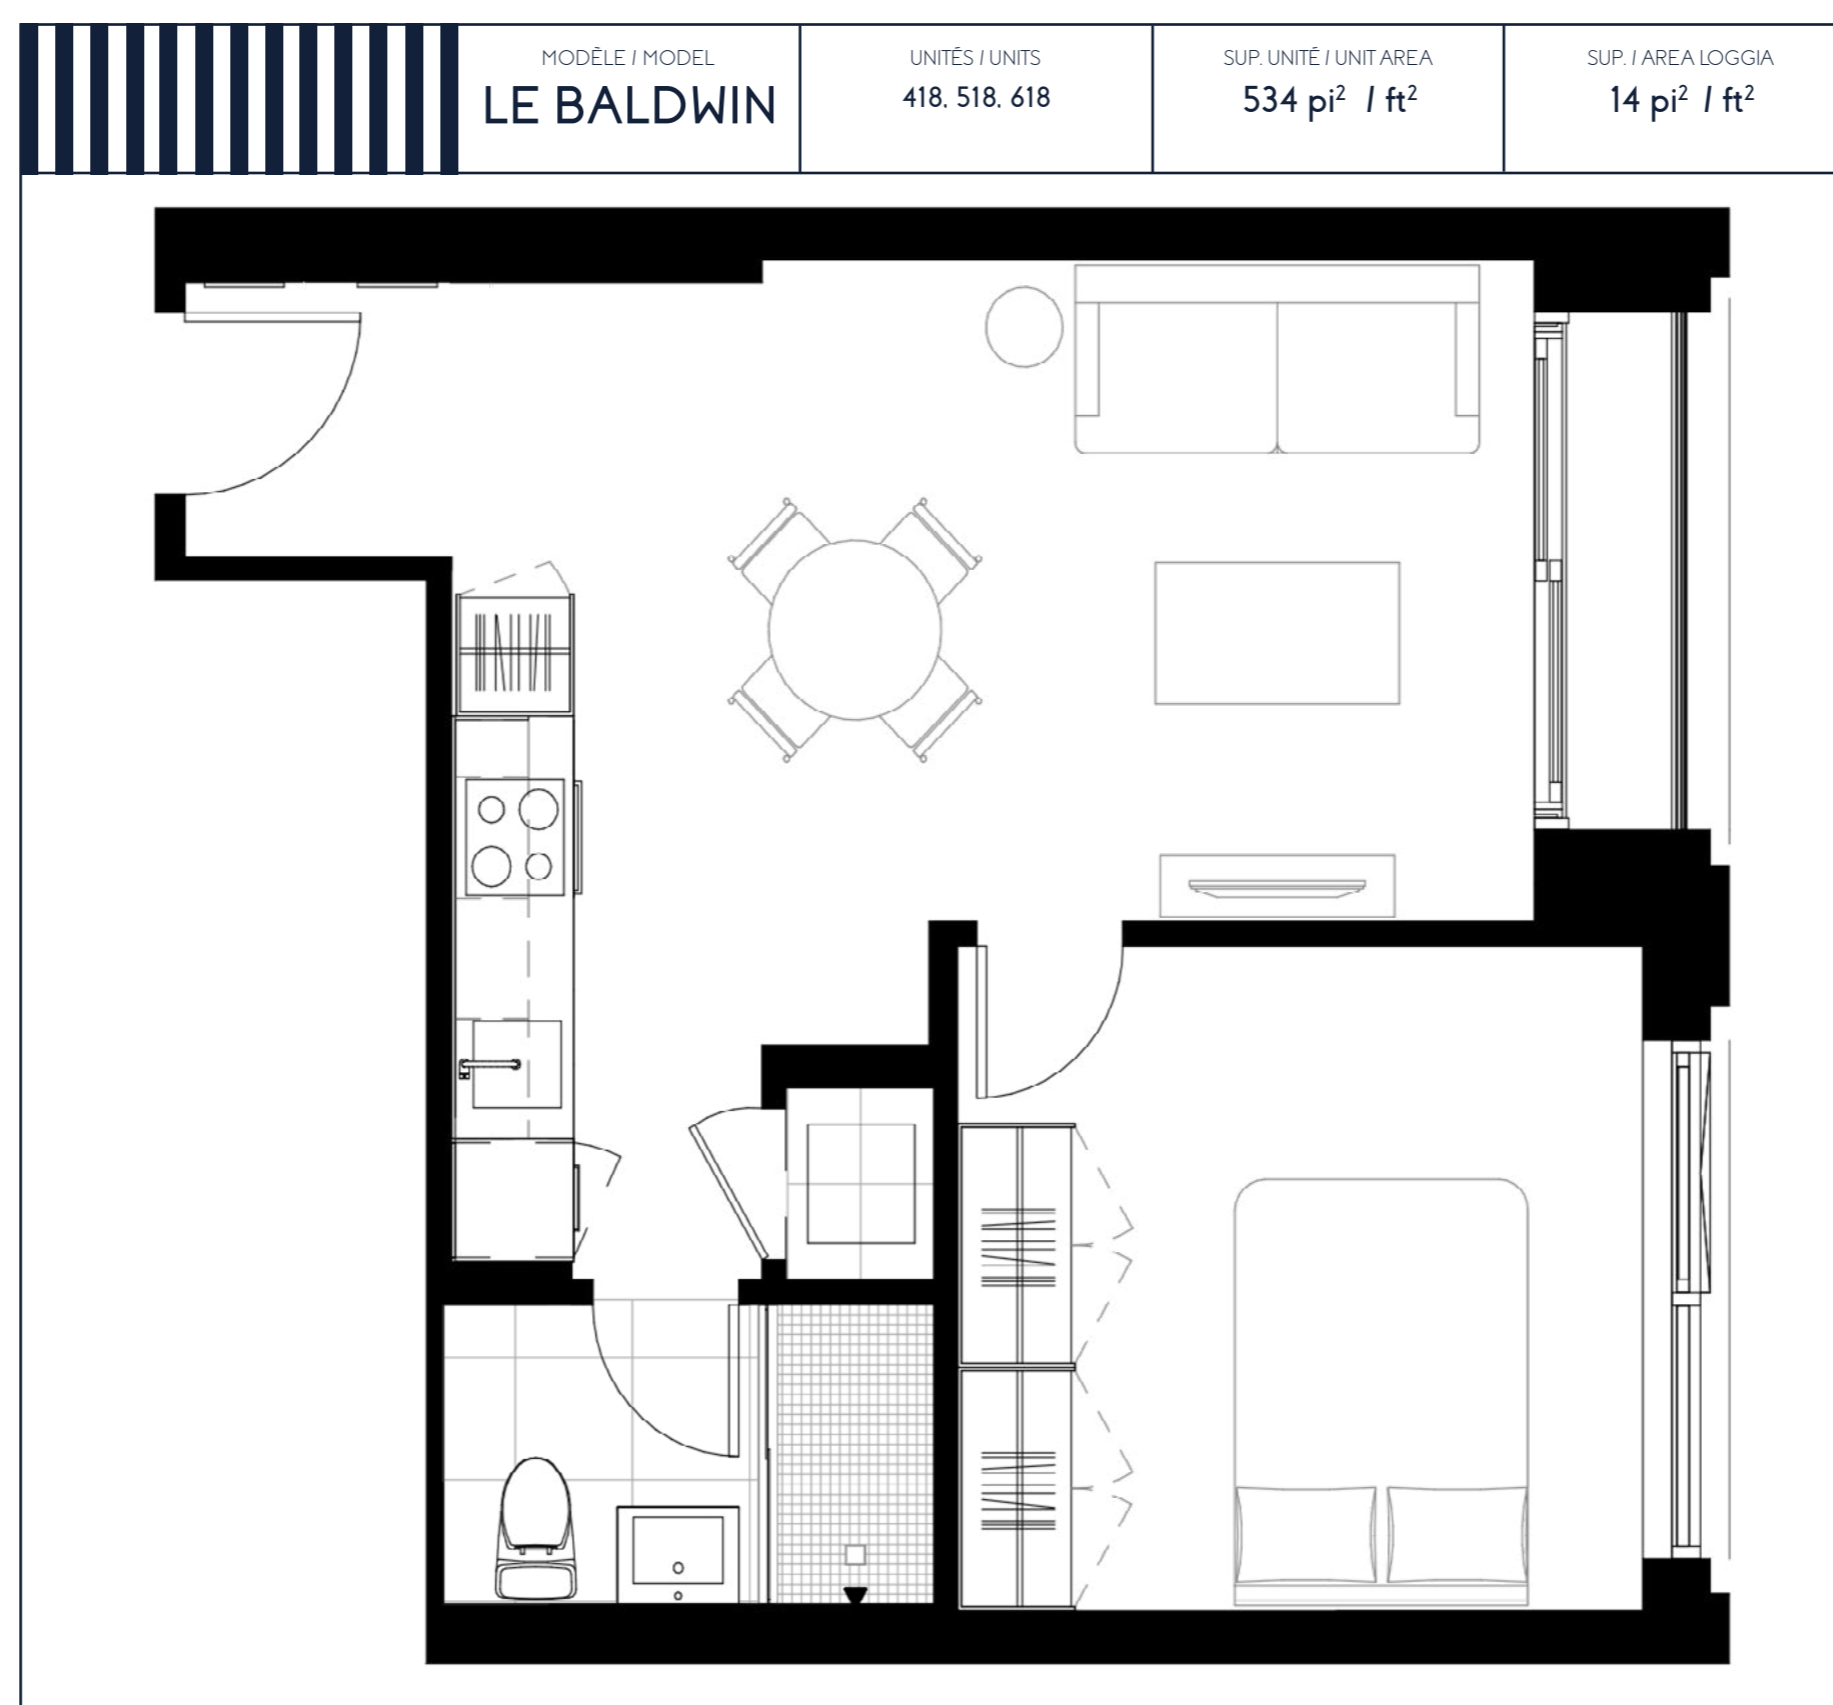 MODÈLE / MODEL
LE BALDWIN
UNITÉS / UNITS
418, 518, 618
SUP. UNITÉ / UNIT AREA
534 pi² / ft²
SUP. / AREA LOGGIA
14 pi² / ft²